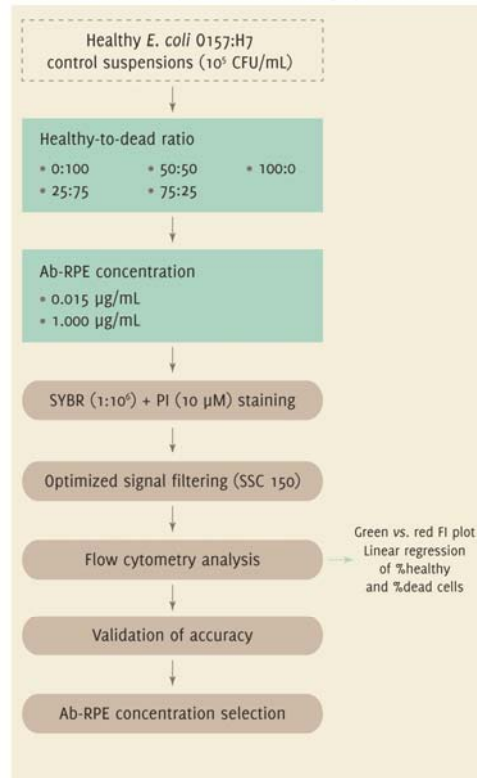 Healthy E. coli O157:H7
control suspensions (10⁵ CFU/mL)
Healthy-to-dead ratio
• 0:100 • 50:50 • 100:0
• 25:75 • 75:25
Ab-RPE concentration
• 0.015 µg/mL
• 1.000 µg/mL
SYBR (1:10⁶) + PI (10 µM) staining
Optimized signal filtering (SSC 150)
Flow cytometry analysis
Green vs. red FI plot
Linear regression
of %healthy
and %dead cells
Validation of accuracy
Ab-RPE concentration selection